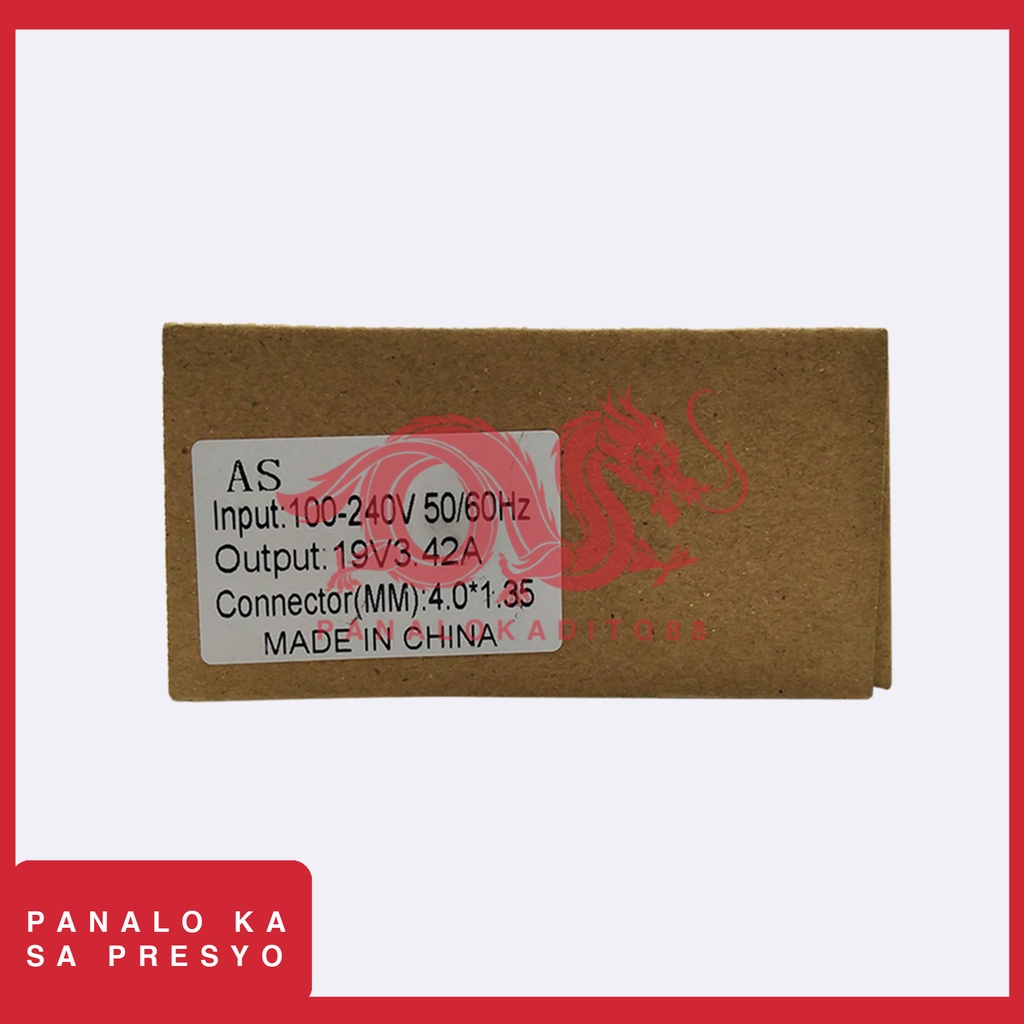 AS
Input:100-240V 50/60Hz
Output:19V3.42A
Connector(MM):4.0*1.35
PANALOKADITO88
MADE IN CHINA
PANALO KA
SA PRESYO